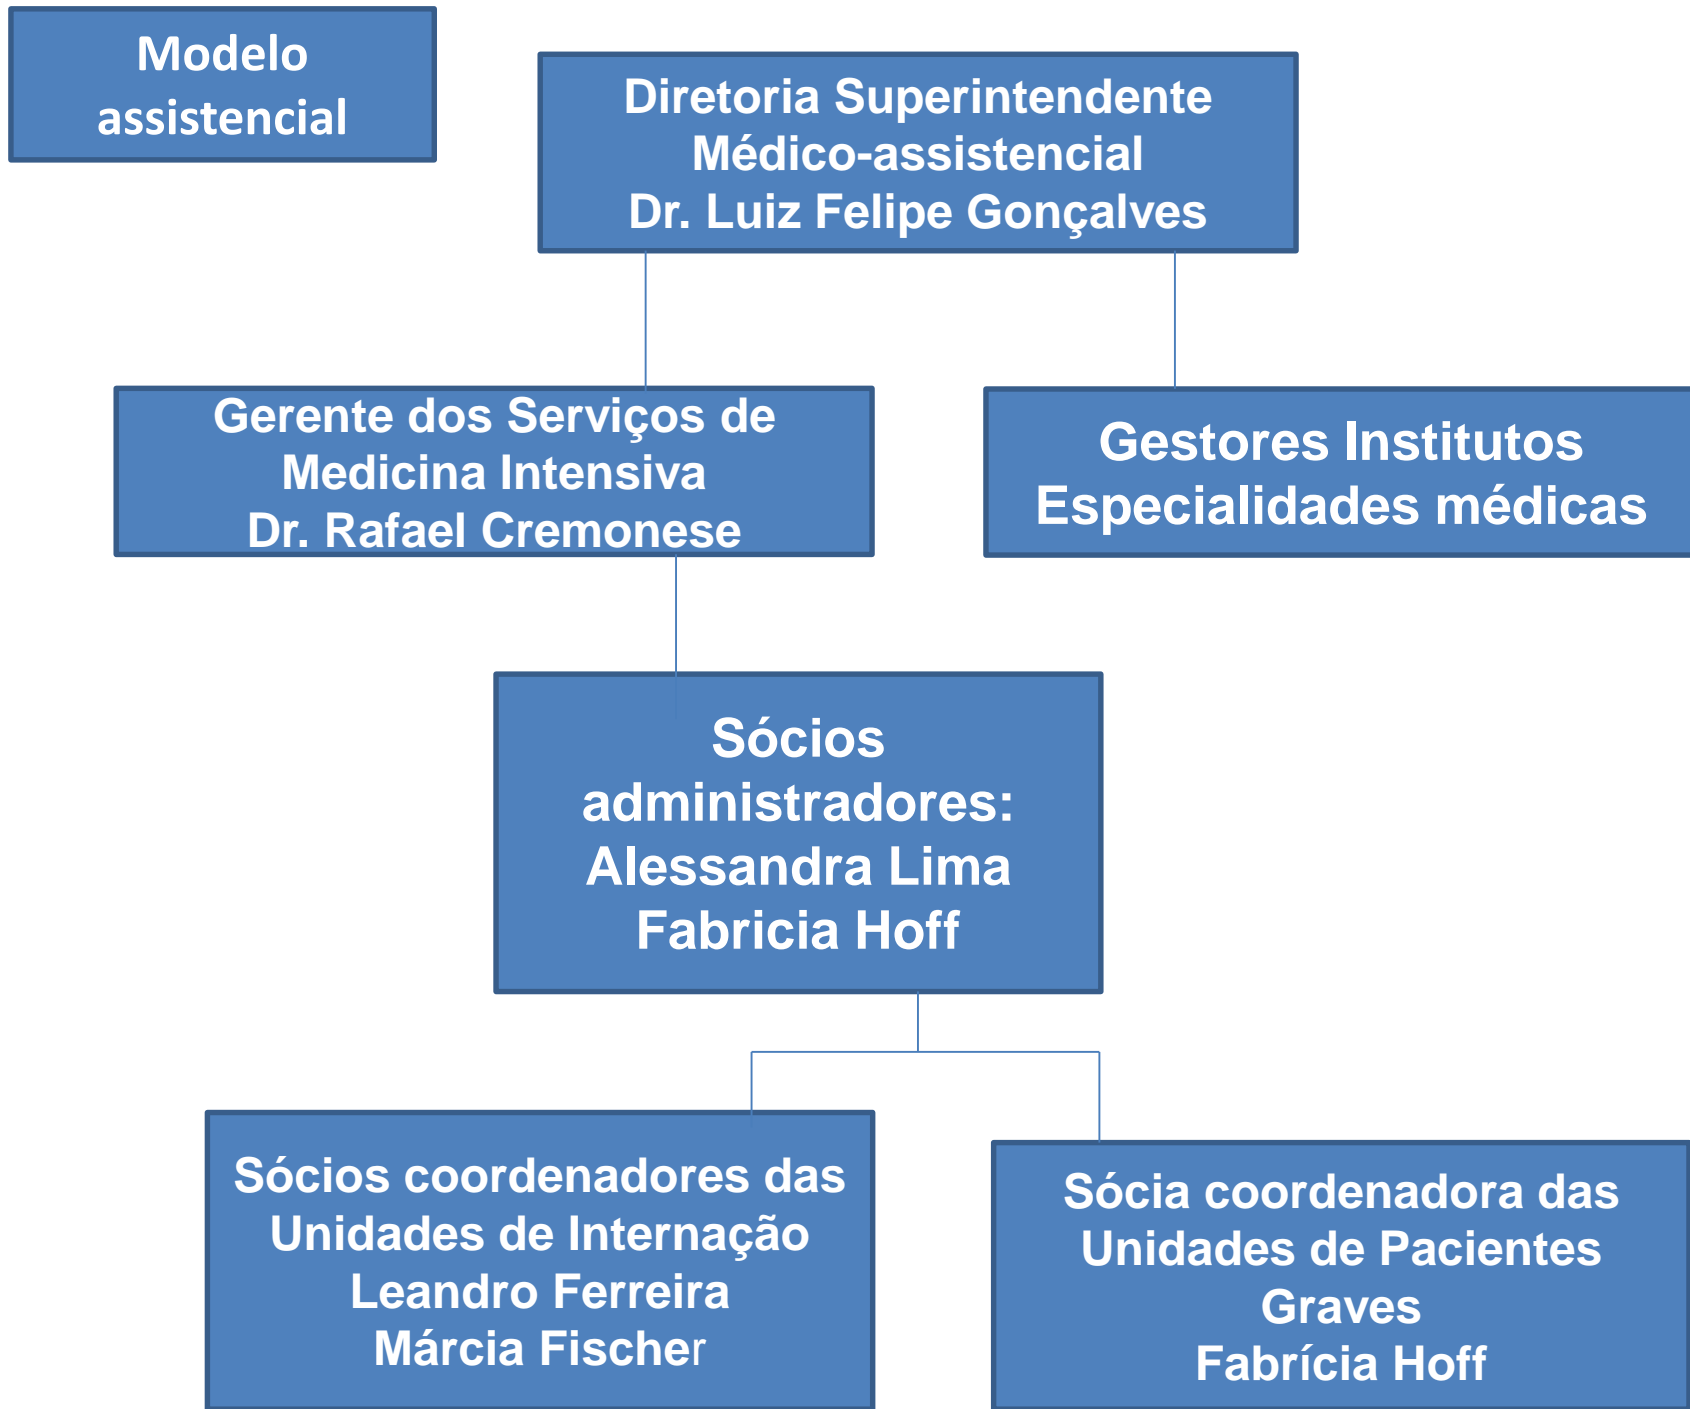 Modelo
assistencial
Diretoria Superintendente
Médico-assistencial
Dr. Luiz Felipe Gonçalves
Gerente dos Serviços de
Medicina Intensiva
Dr. Rafael Cremonese
Gestores Institutos
Especialidades médicas
Sócios
administradores:
Alessandra Lima
Fabricia Hoff
Sócios coordenadores das
Unidades de Internação
Leandro Ferreira
Márcia Fischer
Sócia coordenadora das
Unidades de Pacientes
Graves
Fabrícia Hoff